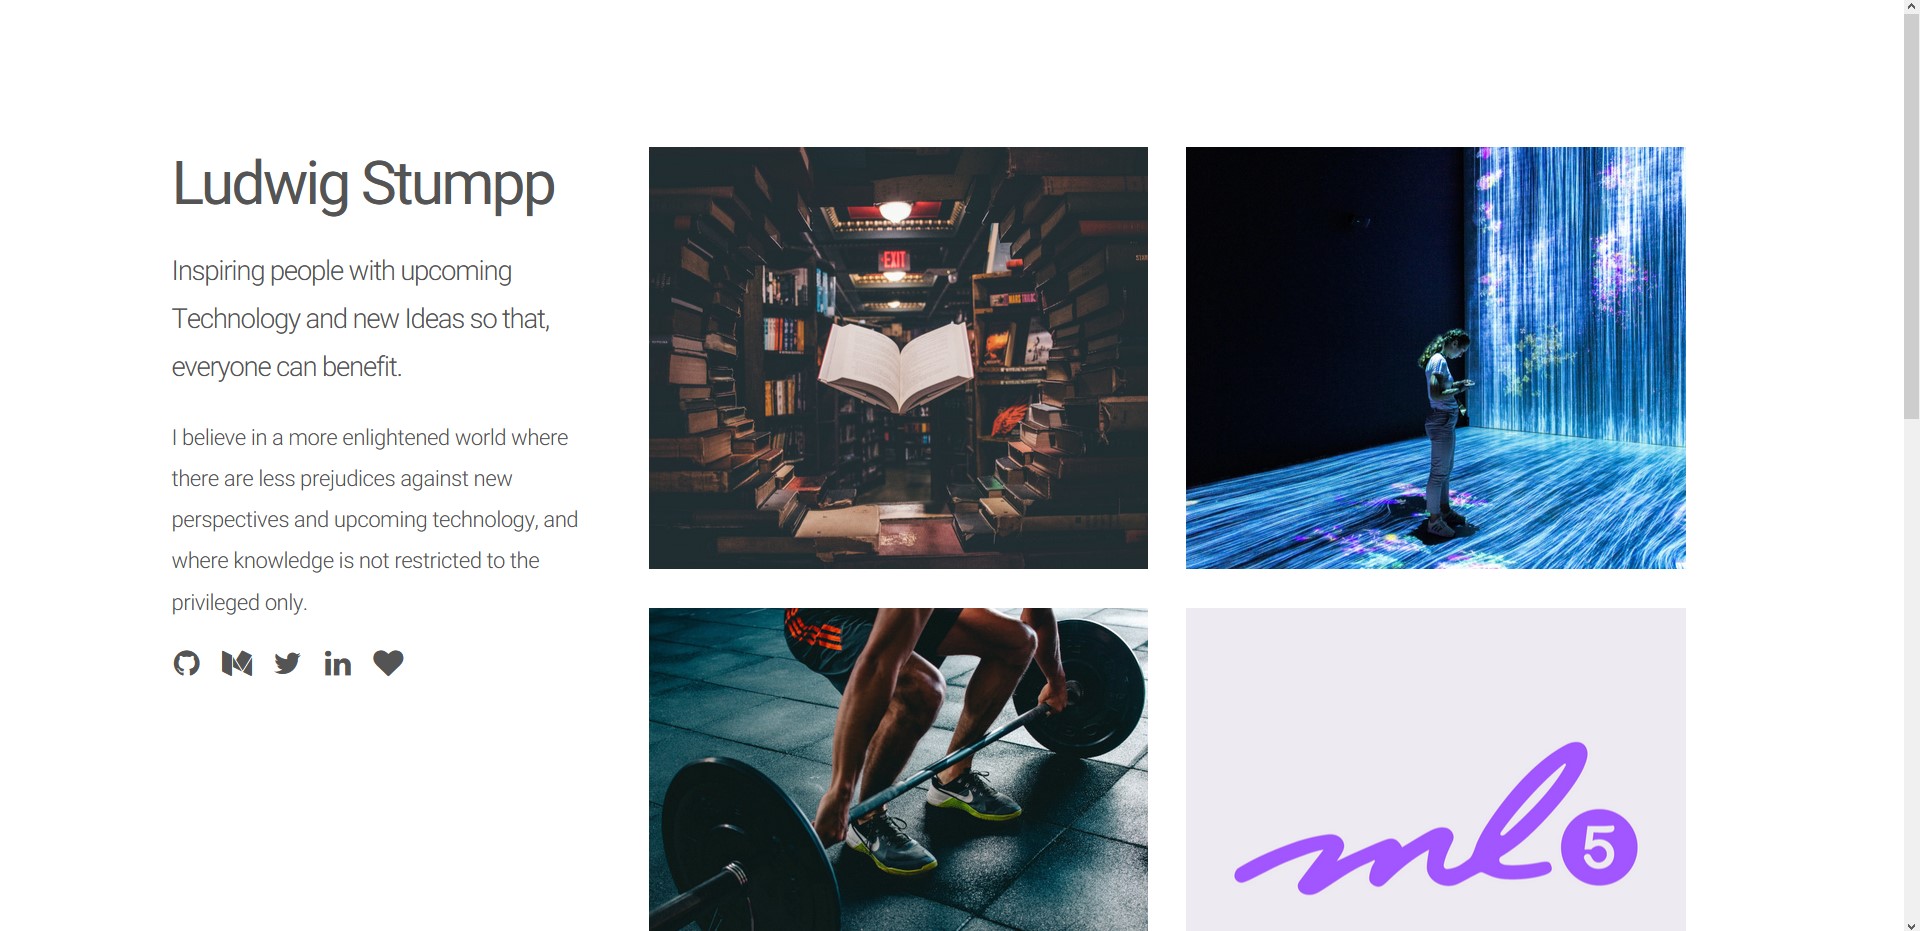 Ludwig Stumpp
Inspiring people with upcoming
Technology and new Ideas so that,
everyone can benefit.
I believe in a more enlightened world where
there are less prejudices against new
perspectives and upcoming technology, and
where knowledge is not restricted to the
privileged only.
in
EXIT
ml5